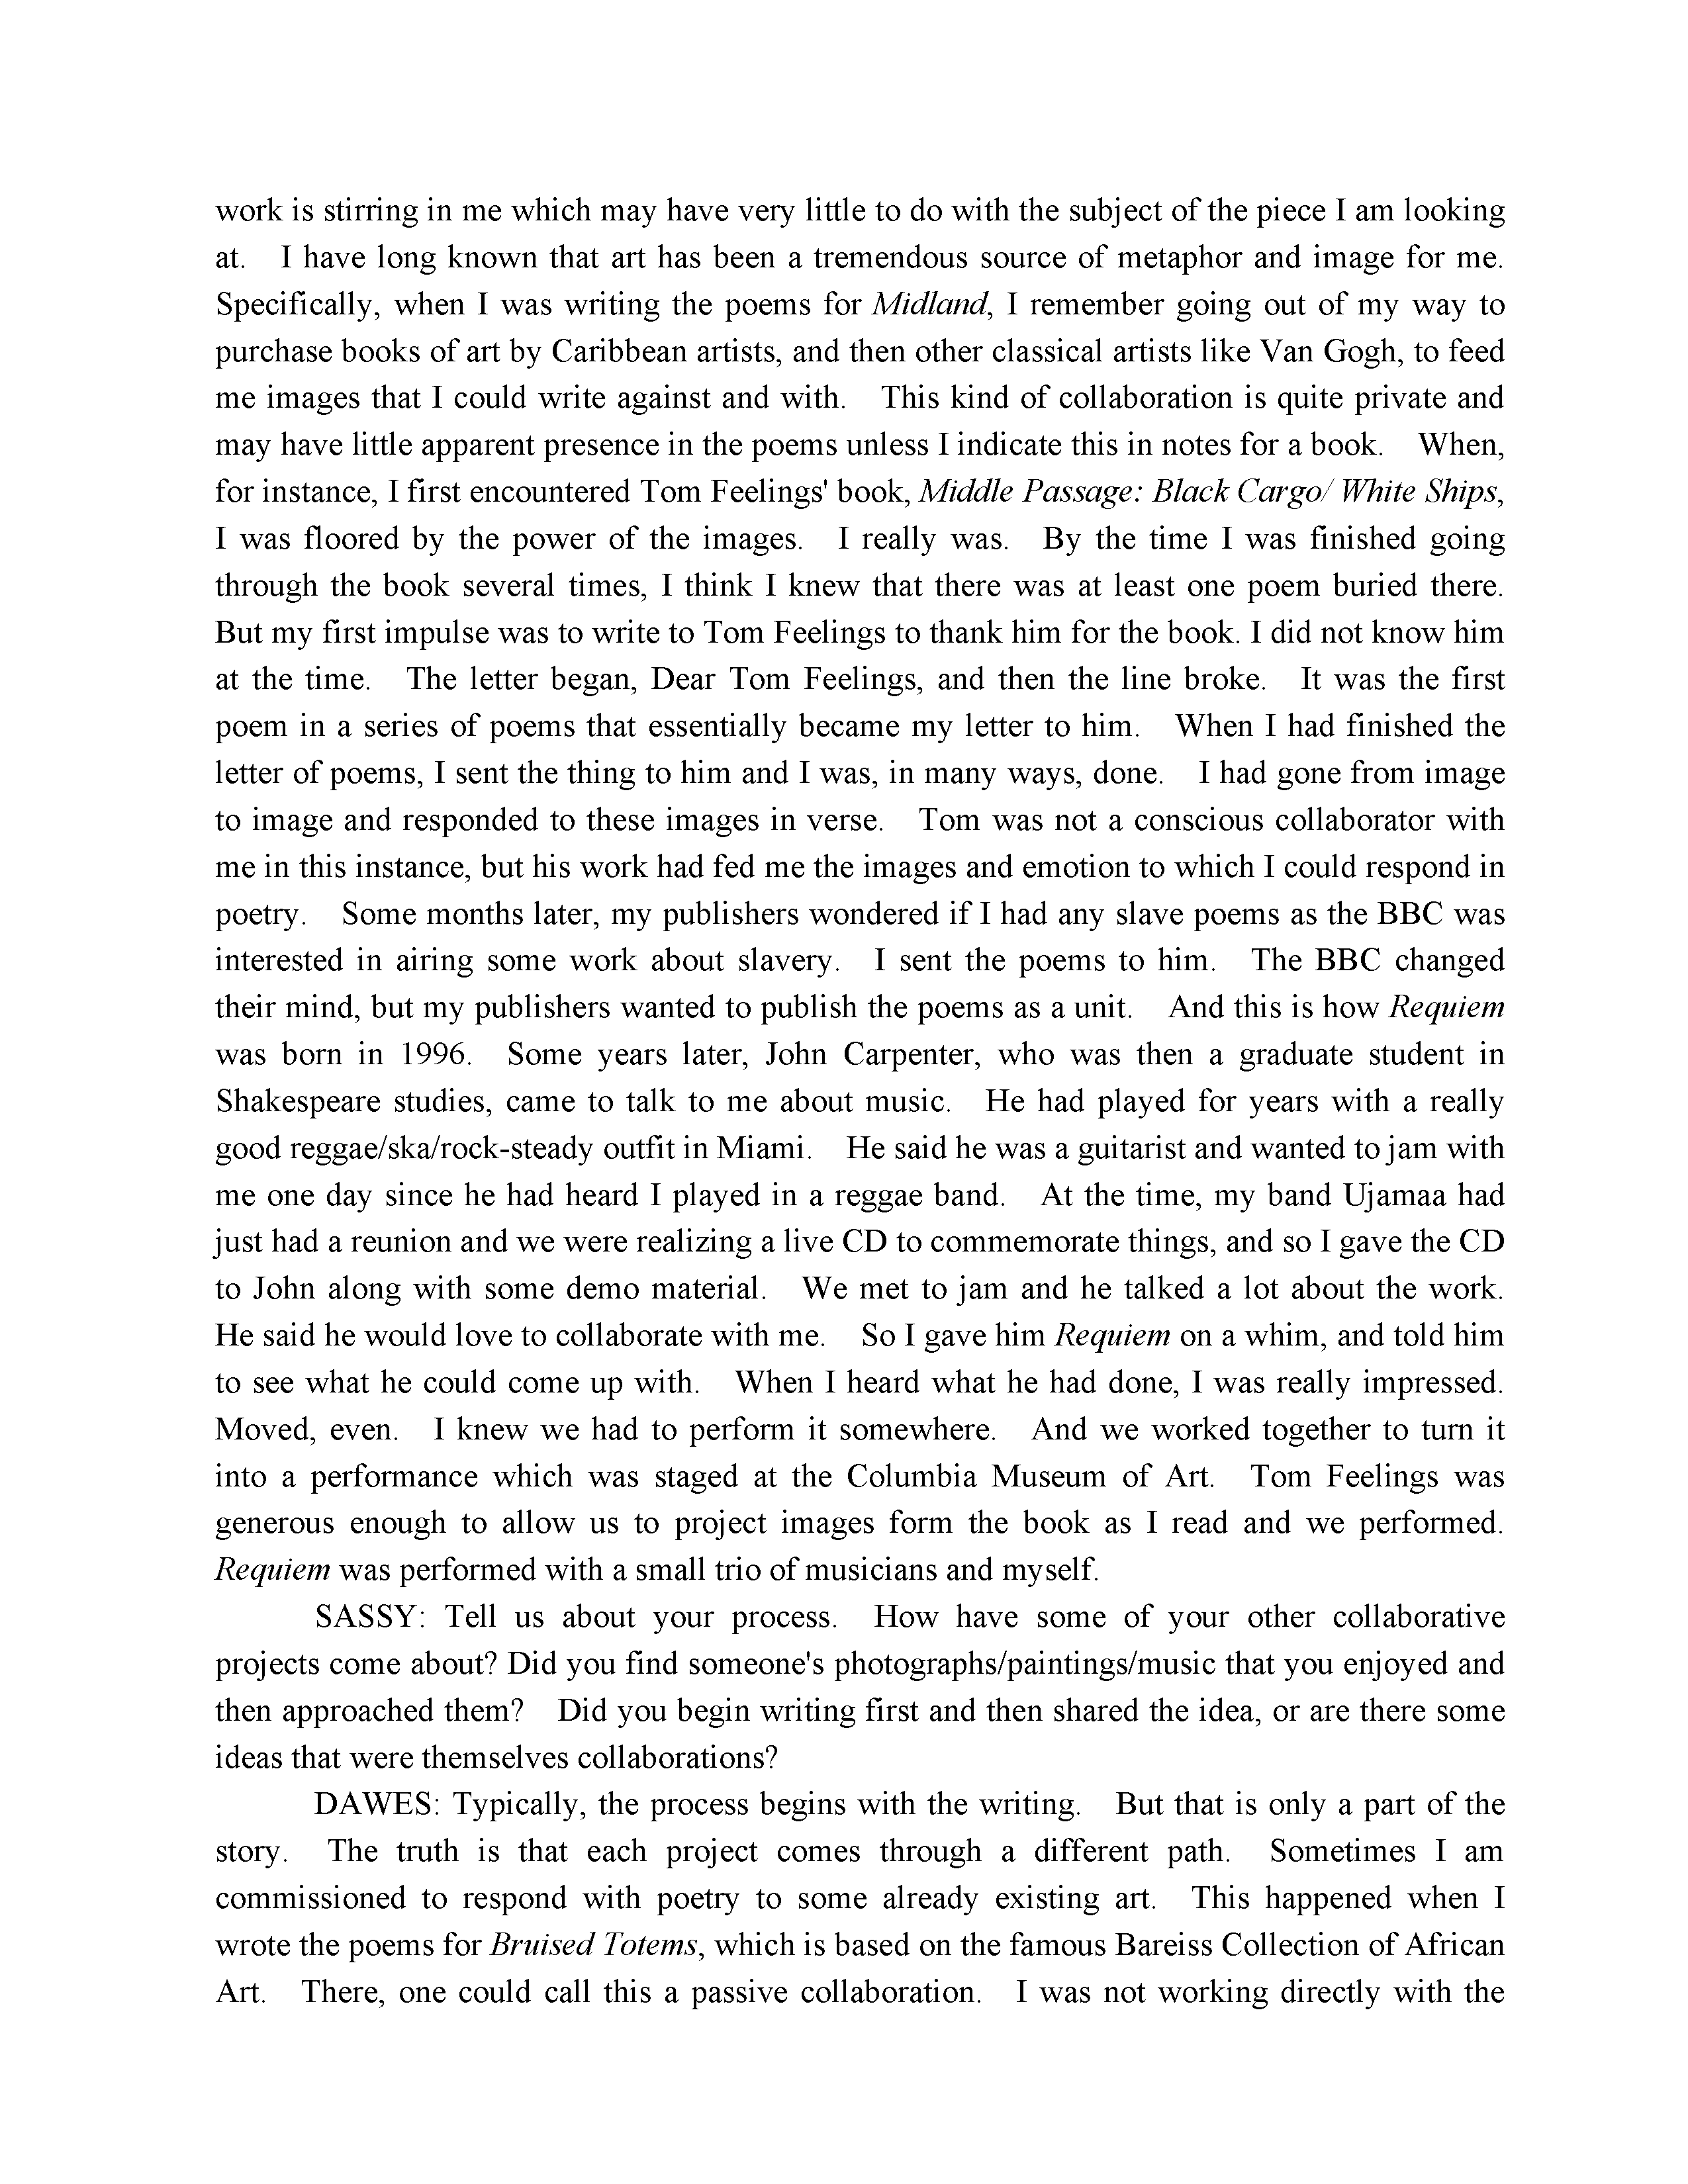 work is stirring in me which may have very little to do with the subject of the piece I am looking
at. I have long known that art has been a tremendous source of metaphor and image for me.
Specifically, when I was writing the poems for Midland, I remember going out of my way to
purchase books of art by Caribbean artists, and then other classical artists like Van Gogh, to feed
me images that I could write against and with. This kind of collaboration is quite private and
may have little apparent presence in the poems unless I indicate this in notes for a book. When,
for instance, I first encountered Tom Feelings' book, Middle Passage: Black Cargo/ White Ships,
I was floored by the power of the images. I really was. By the time I was finished going
through the book several times, I think I knew that there was at least one poem buried there.
But my first impulse was to write to Tom Feelings to thank him for the book. I did not know him
at the time. The letter began, Dear Tom Feelings, and then the line broke. It was the first
poem in a series of poems that essentially became my letter to him. When I had finished the
letter of poems, I sent the thing to him and I was, in many ways, done. I had gone from image
to image and responded to these images in verse. Tom was not a conscious collaborator with
me in this instance, but his work had fed me the images and emotion to which I could respond in
poetry. Some months later, my publishers wondered if I had any slave poems as the BBC was
interested in airing some work about slavery. I sent the poems to him. The BBC changed
their mind, but my publishers wanted to publish the poems as a unit. And this is how Requiem
was born in 1996. Some years later, John Carpenter, who was then a graduate student in
Shakespeare studies, came to talk to me about music. He had played for years with a really
good reggae/ska/rock-steady outfit in Miami. He said he was a guitarist and wanted to jam with
me one day since he had heard I played in a reggae band. At the time, my band Ujamaa had
just had a reunion and we were realizing a live CD to commemorate things, and so I gave the CD
to John along with some demo material. We met to jam and he talked a lot about the work.
He said he would love to collaborate with me. So I gave him Requiem on a whim, and told him
to see what he could come up with. When I heard what he had done, I was really impressed.
Moved, even. I knew we had to perform it somewhere. And we worked together to turn it
into a performance which was staged at the Columbia Museum of Art. Tom Feelings was
generous enough to allow us to project images form the book as I read and we performed.
Requiem was performed with a small trio of musicians and myself.
SASSY: Tell us about your process. How have some of your other collaborative
projects come about? Did you find someone's photographs/paintings/music that you enjoyed and
then approached them? Did you begin writing first and then shared the idea, or are there some
ideas that were themselves collaborations?
DAWES: Typically, the process begins with the writing. But that is only a part of the
story. The truth is that each project comes through a different path. Sometimes I am
commissioned to respond with poetry to some already existing art. This happened when I
wrote the poems for Bruised Totems, which is based on the famous Bareiss Collection of African
Art. There, one could call this a passive collaboration. I was not working directly with the